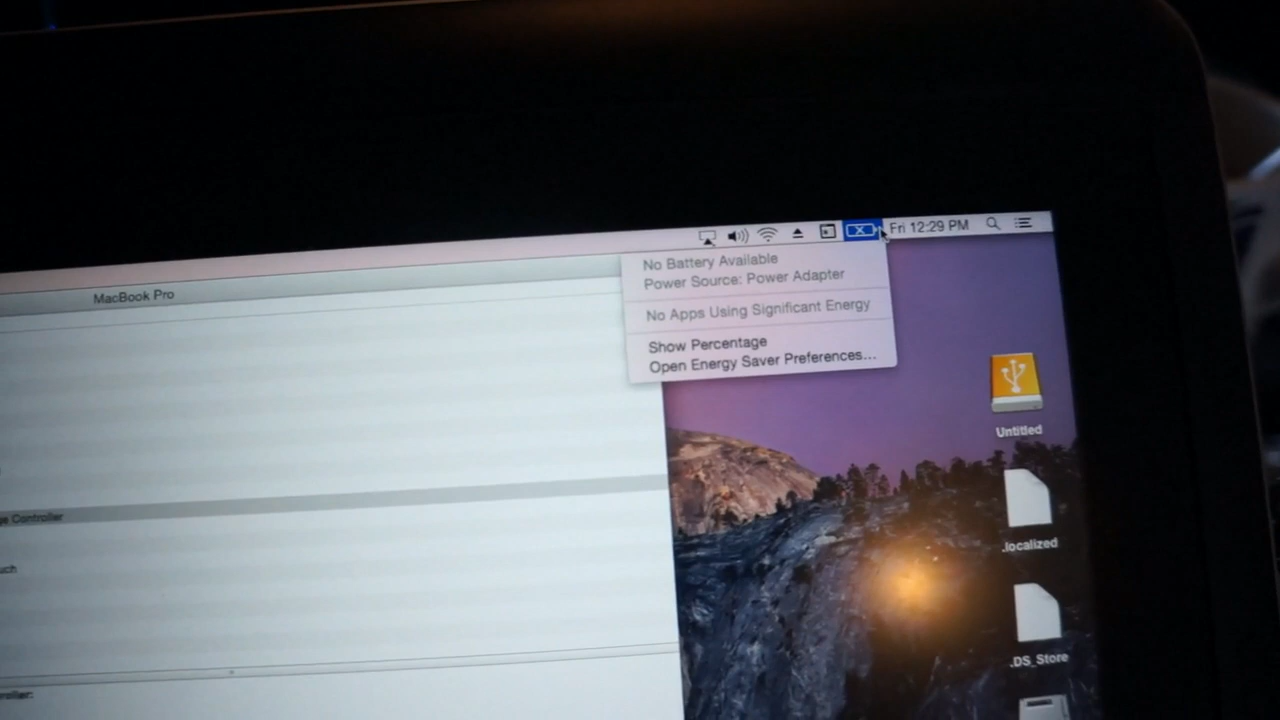 Fri 12:29 PM
No Battery Available
Power Source: Power Adapter
No Apps Using Significant Energy
Show Percentage
Open Energy Saver Preferences...
MacBook Pro
Untitled
.localized
.DS_Store
Controller